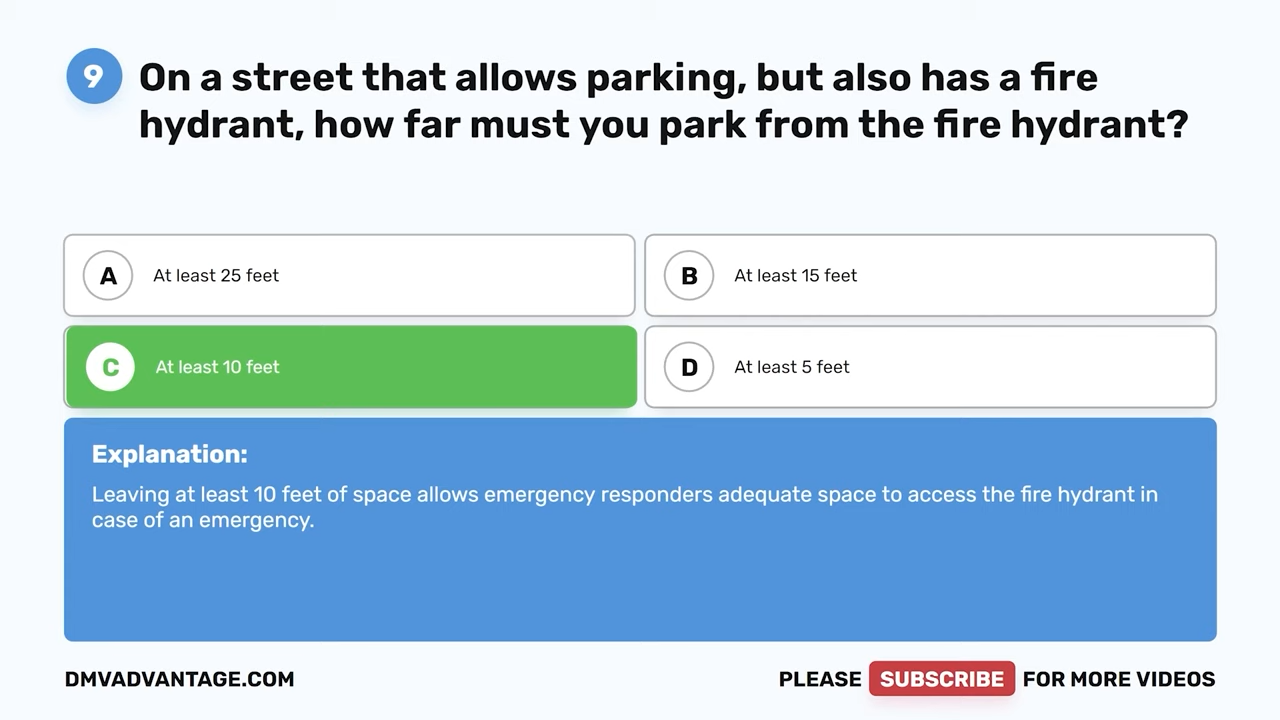 9
On a street that allows parking, but also has a fire
hydrant, how far must you park from the fire hydrant?
A
At least 25 feet
B
At least 15 feet
C
At least 10 feet
D
At least 5 feet
Explanation:
Leaving at least 10 feet of space allows emergency responders adequate space to access the fire hydrant in
case of an emergency.
DMVADVANTAGE.COM
PLEASE SUBSCRIBE FOR MORE VIDEOS